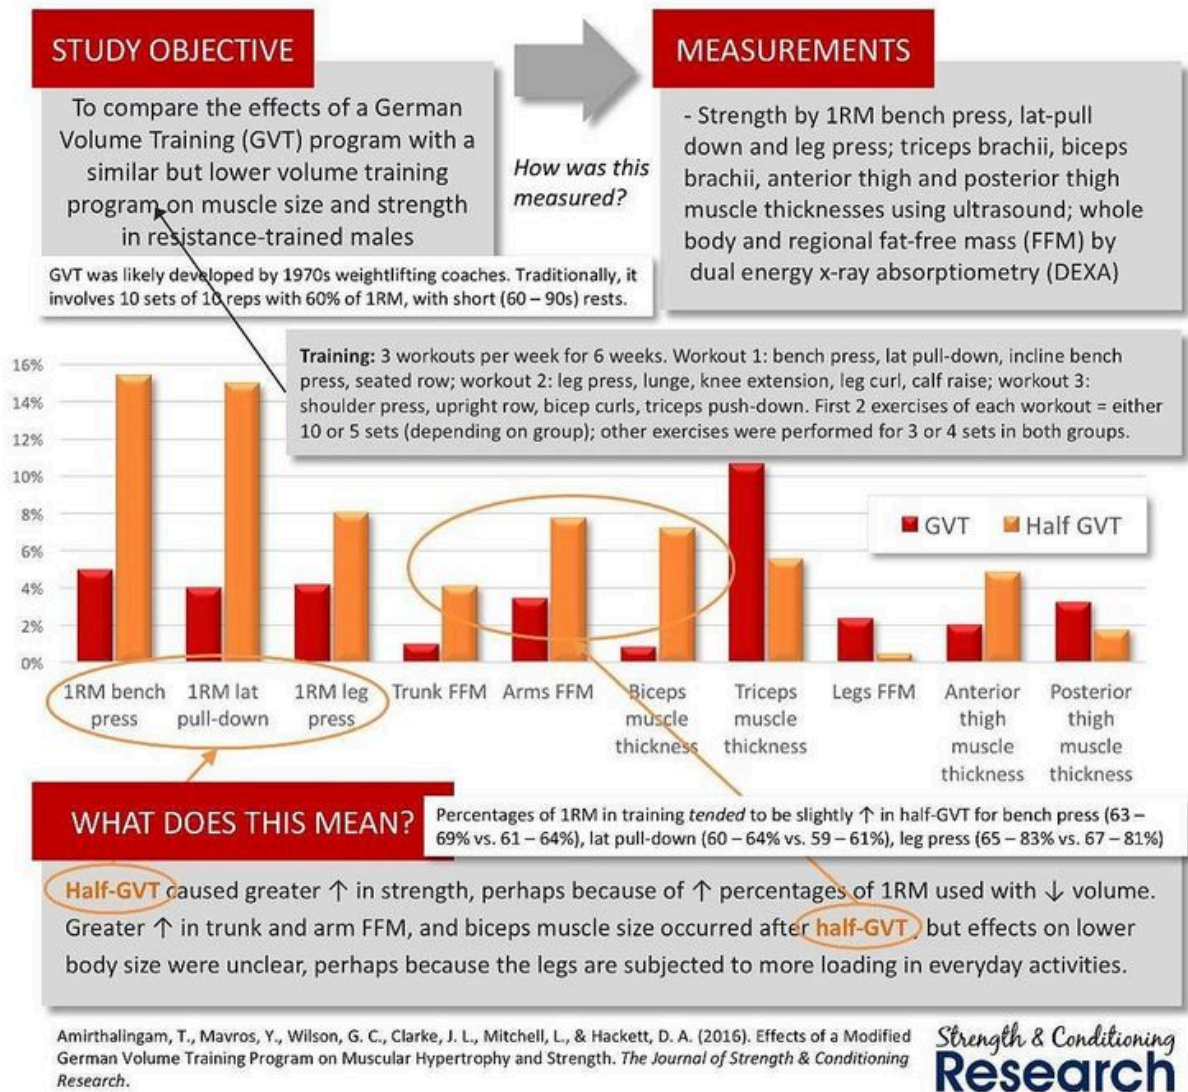 STUDY OBJECTIVE
To compare the effects of a German
Volume Training (GVT) program with a
similar but lower volume training
program on muscle size and strength
in resistance-trained males
How was this
measured?
MEASUREMENTS
- Strength by 1RM bench press, lat-pull
down and leg press; triceps brachii, biceps
brachii, anterior thigh and posterior thigh
muscle thicknesses using ultrasound; whole
body and regional fat-free mass (FFM) by
dual energy x-ray absorptiometry (DEXA)
GVT was likely developed by 1970s weightlifting coaches. Traditionally, it
involves 10 sets of 10 reps with 60% of 1RM, with short (60 – 90s) rests.
Training: 3 workouts per week for 6 weeks. Workout 1: bench press, lat pull-down, incline bench
press, seated row; workout 2: leg press, lunge, knee extension, leg curl, calf raise; workout 3:
shoulder press, upright row, bicep curls, triceps push-down. First 2 exercises of each workout = either
10 or 5 sets (depending on group); other exercises were performed for 3 or 4 sets in both groups.
16%
14%
12%
10%
8%
6%
4%
2%
0%
GVT
Half GVT
1RM bench
press
1RM lat
pull-down
1RM leg
press
Trunk FFM
Arms FFM
Biceps
muscle
thickness
Triceps
muscle
thickness
Legs FFM
Anterior
thigh
muscle
thickness
Posterior
thigh
muscle
thickness
WHAT DOES THIS MEAN?
Percentages of 1RM in training tended to be slightly ↑ in half-GVT for bench press (63 –
69% vs. 61 – 64%), lat pull-down (60 – 64% vs. 59 – 61%), leg press (65 – 83% vs. 67 – 81%)
Half-GVT caused greater ↑ in strength, perhaps because of ↑ percentages of 1RM used with ↓ volume.
Greater ↑ in trunk and arm FFM, and biceps muscle size occurred after half-GVT, but effects on lower
body size were unclear, perhaps because the legs are subjected to more loading in everyday activities.
Amirthalingam, T., Mavros, Y., Wilson, G. C., Clarke, J. L., Mitchell, L., & Hackett, D. A. (2016). Effects of a Modified
German Volume Training Program on Muscular Hypertrophy and Strength. The Journal of Strength & Conditioning
Research.
Strength & Conditioning
Research